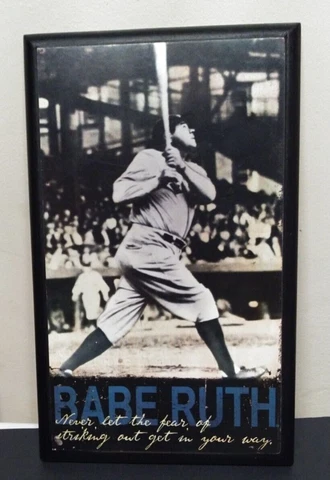 BABE RUTH
Never let the fear of
striking out get in your way.